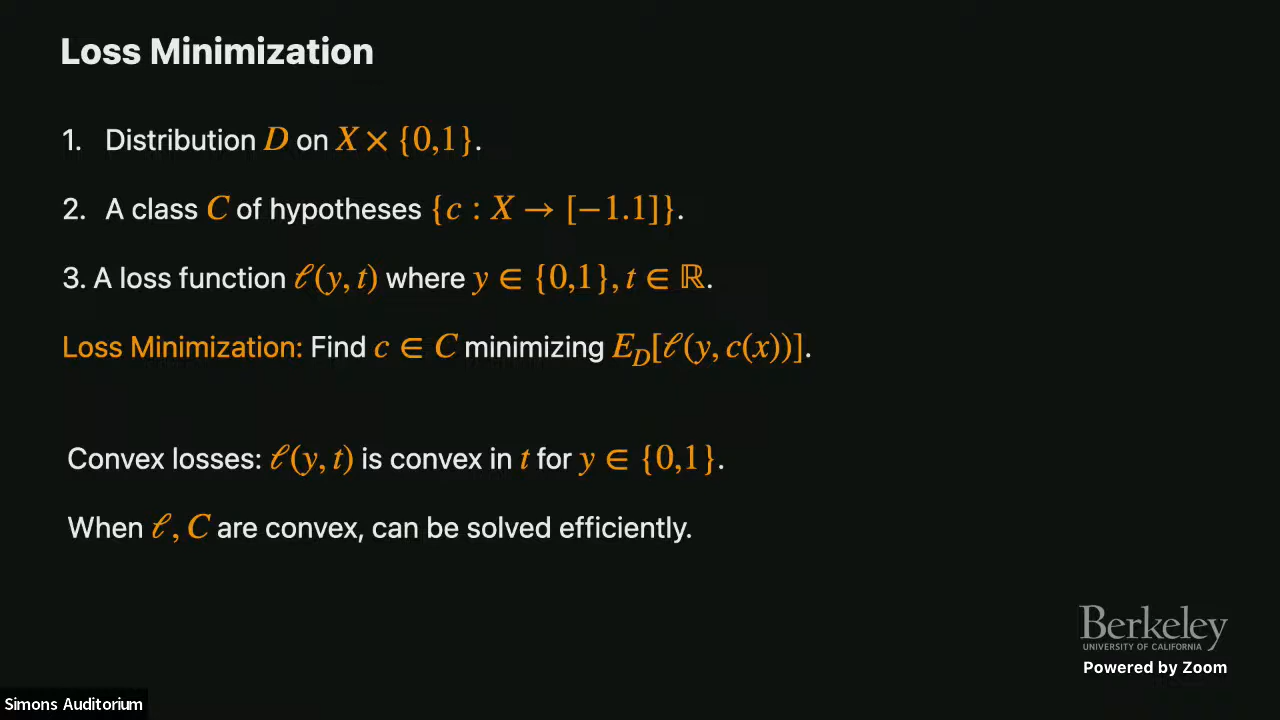 Loss Minimization
1. Distribution D on X × {0,1}.
2. A class C of hypotheses {c : X → [−1.1]}.
3. A loss function ℓ(y, t) where y ∈ {0,1}, t ∈ ℝ.
Loss Minimization: Find c ∈ C minimizing E_D[ℓ(y, c(x))].
Convex losses: ℓ(y, t) is convex in t for y ∈ {0,1}.
When ℓ, C are convex, can be solved efficiently.
Berkeley
UNIVERSITY OF CALIFORNIA
Powered by Zoom
Simons Auditorium